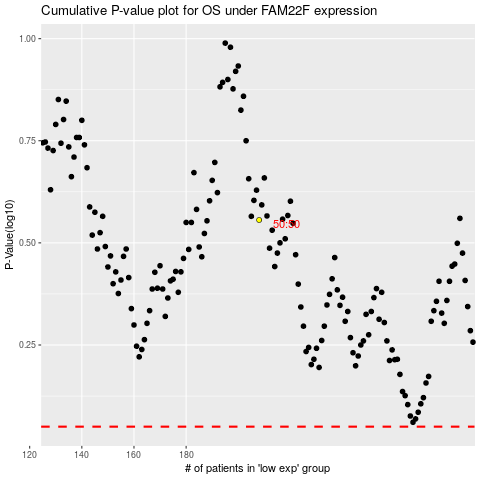 Cumulative P-value plot for OS under FAM22F expression
P-Value(log10)
1.00
0.75
0.50
0.25
50:50
120 140 160 180
# of patients in 'low exp' group